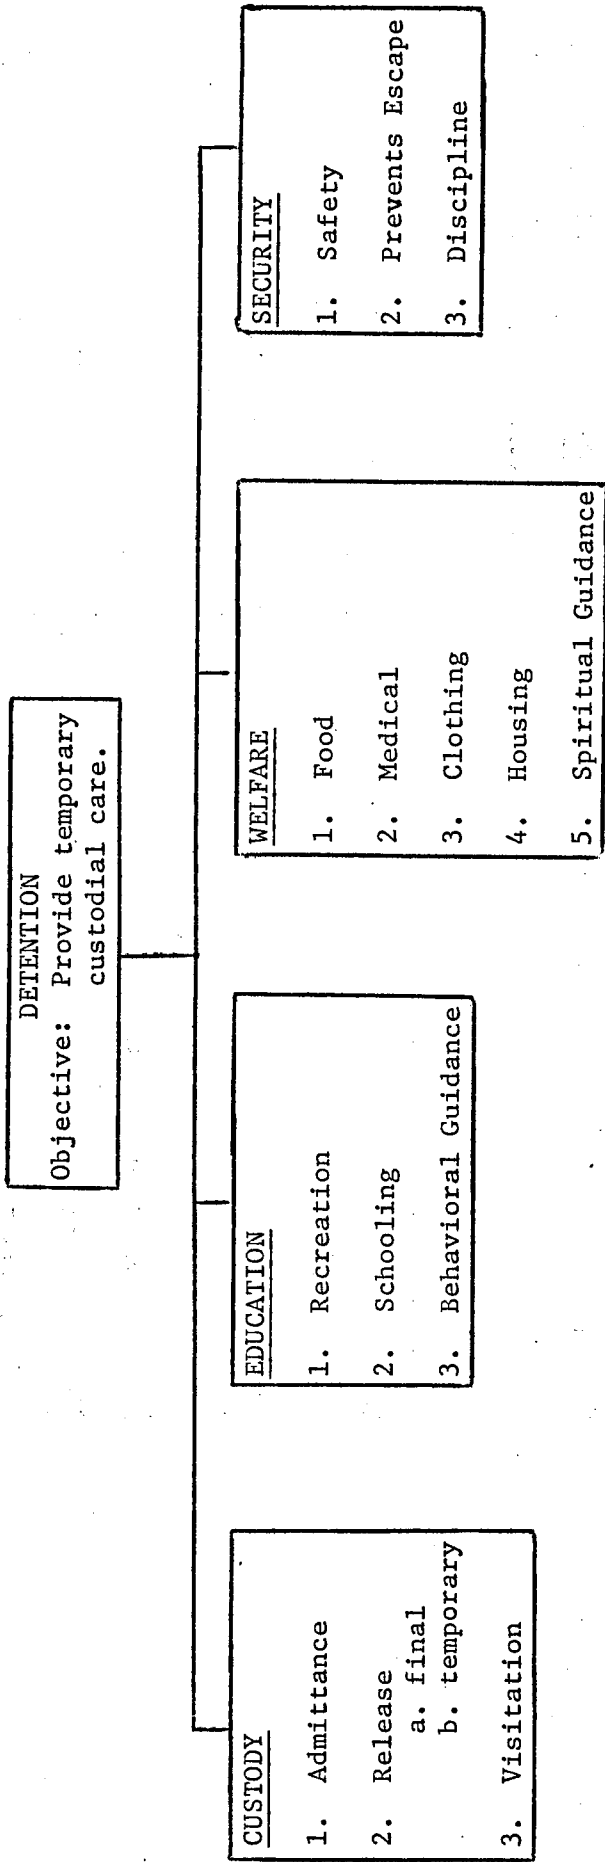 DETENTION
Objective: Provide temporary
custodial care.
CUSTODY
1. Admittance
2. Release
a. final
b. temporary
3. Visitation
EDUCATION
1. Recreation
2. Schooling
3. Behavioral Guidance
WELFARE
1. Food
2. Medical
3. Clothing
4. Housing
5. Spiritual Guidance
SECURITY
1. Safety
2. Prevents Escape
3. Discipline